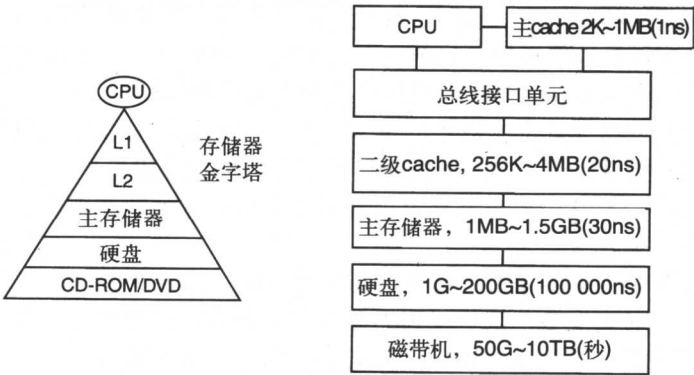 CPU
L1
L2
主存储器
硬盘
CD-ROM/DVD
存储器
金字塔
CPU
主cache 2K~1MB(1ns)
总线接口单元
二级cache, 256K~4MB(20ns)
主存储器，1MB~1.5GB(30ns)
硬盘，1G~200GB(100 000ns)
磁带机，50G~10TB(秒)